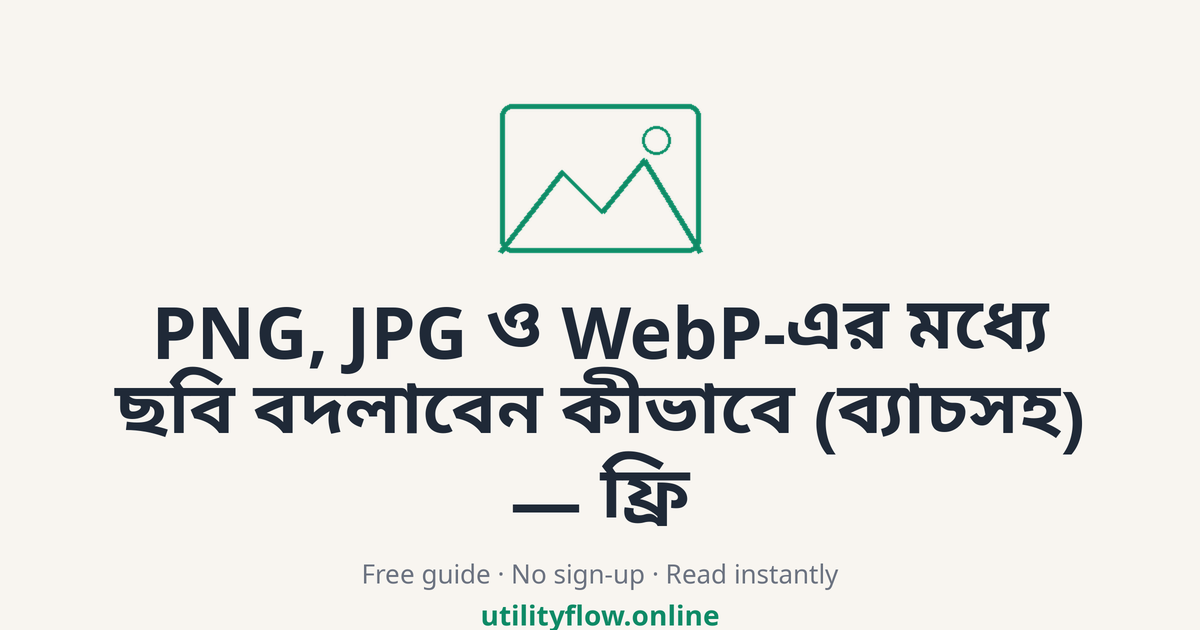 PNG, JPG ও WebP-এর মধ্যে
ছবি বদলাবেন কীভাবে (ব্যাচসহ)
— ফ্রি
Free guide · No sign-up · Read instantly
utilityflow.online